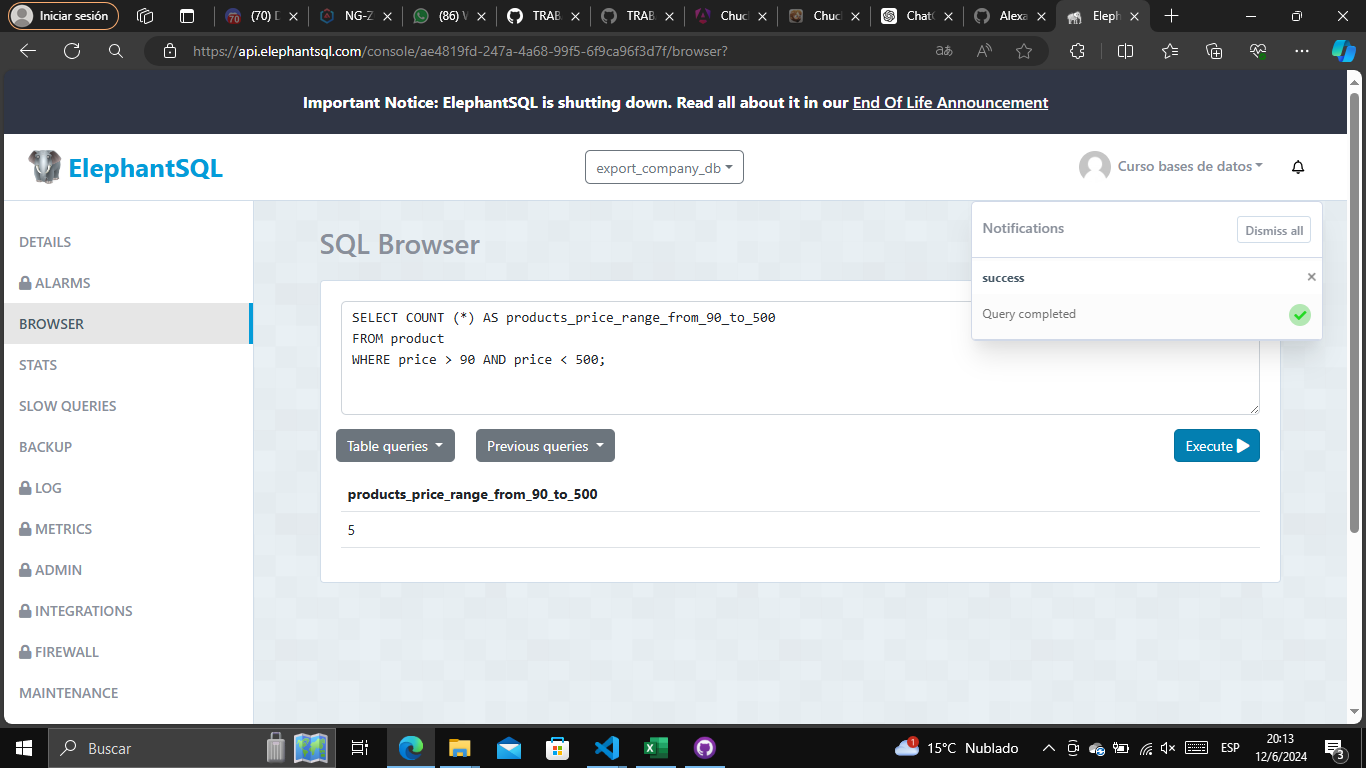 Iniciar sesión
70
(70) D
NG-Z
(86) V
TRAB
TRAB
Chuc
Chuc
ChatG
Alexa
Eleph
https://api.elephantsql.com/console/ae4819fd-247a-4a68-99f5-6f9ca96f3d7f/browser?
Important Notice: ElephantSQL is shutting down. Read all about it in our End Of Life Announcement
ElephantSQL
export_company_db
Curso bases de datos
DETAILS
ALARMS
BROWSER
STATS
SLOW QUERIES
BACKUP
LOG
METRICS
ADMIN
INTEGRATIONS
FIREWALL
MAINTENANCE
SQL Browser
Notifications
Dismiss all
success
Query completed
SELECT COUNT (*) AS products_price_range_from_90_to_500
FROM product
WHERE price > 90 AND price < 500;
Table queries
Previous queries
Execute
products_price_range_from_90_to_500
5
Buscar
1
15°C Nublado
ESP
20:13
12/6/2024
3